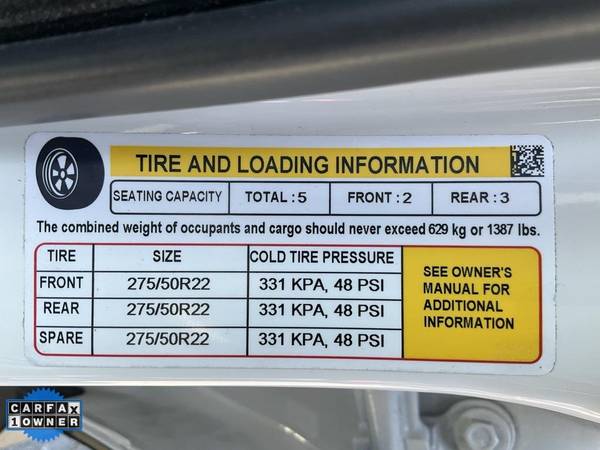 TIRE AND LOADING INFORMATION
SEATING CAPACITY TOTAL : 5 FRONT : 2 REAR : 3
The combined weight of occupants and cargo should never exceed 629 kg or 1387 lbs.
TIRE SIZE COLD TIRE PRESSURE
FRONT 275/50R22 331 KPA, 48 PSI
REAR 275/50R22 331 KPA, 48 PSI
SPARE 275/50R22 331 KPA, 48 PSI
SEE OWNER'S
MANUAL FOR
ADDITIONAL
INFORMATION
CARFAX
1 OWNER